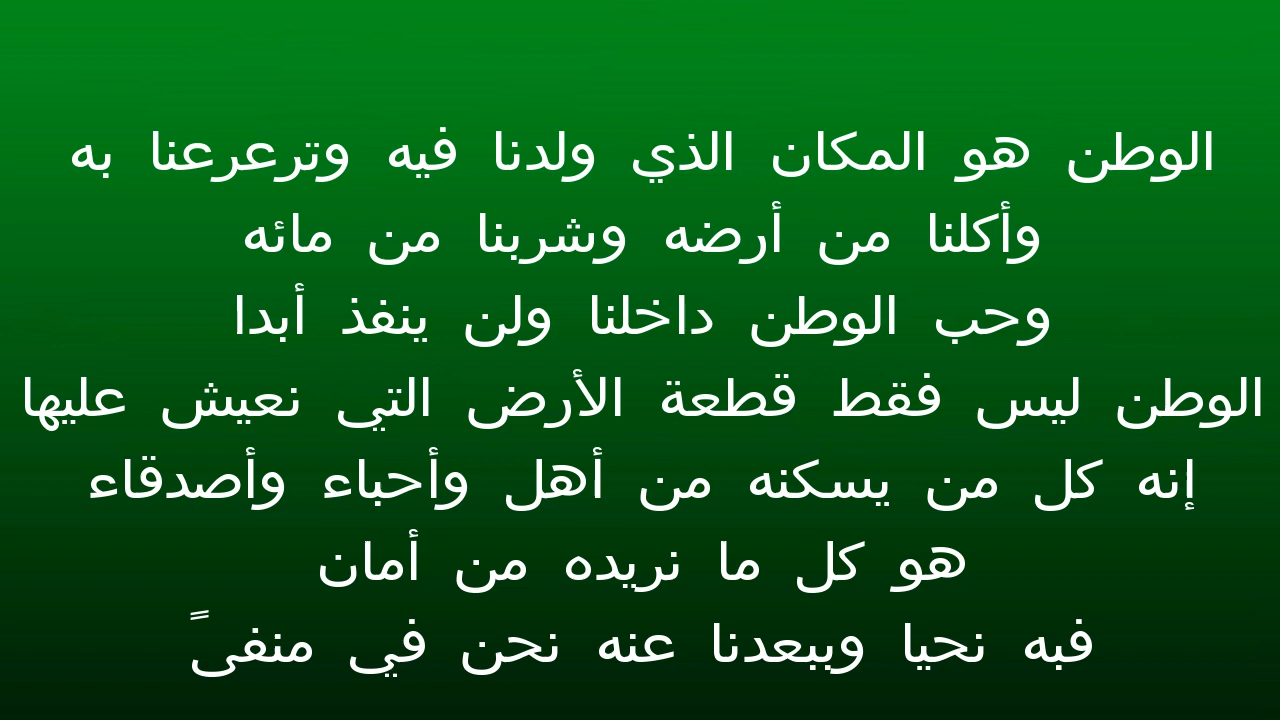 الوطن هو المكان الذي ولدنا فيه وترعرعنا به
وأكلنا من أرضه وشربنا من مائه
وحب الوطن داخلنا ولن ينفذ أبدا
الوطن ليس فقط قطعة الأرض التي نعيش عليها
إنه كل من يسكنه من أهل وأحباء وأصدقاء
هو كل ما نريده من أمان
فبه نحيا وببعدنا عنه نحن في منفىً